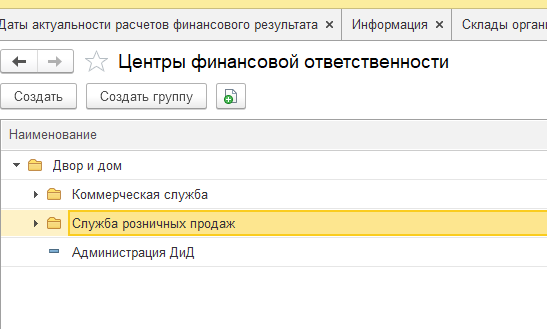 Даты актуальности расчетов финансового результата × Информация × Склады органи
Центры финансовой ответственности
Создать Создать группу
Наименование
Двор и дом
Коммерческая служба
Служба розничных продаж
Администрация ДиД